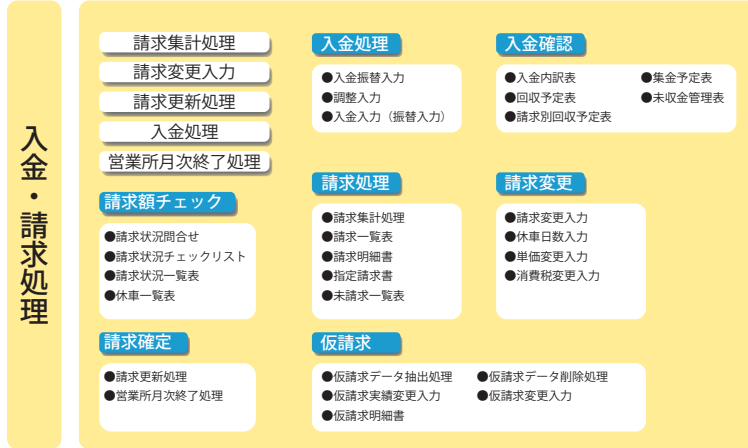 入金・請求処理
請求集計処理
請求変更入力
請求更新処理
入金処理
営業所月次終了処理
入金処理
●入金振替入力
●調整入力
●入金入力（振替入力）
入金確認
●入金内訳表
●回収予定表
●請求別回収予定表
●集金予定表
●未収金管理表
請求額チェック
●請求状況問合せ
●請求状況チェックリスト
●請求状況一覧表
●休車一覧表
請求処理
●請求集計処理
●請求一覧表
●請求明細書
●指定請求書
●未請求一覧表
請求変更
●請求変更入力
●休車日数入力
●単価変更入力
●消費税変更入力
請求確定
●請求更新処理
●営業所月次終了処理
仮請求
●仮請求データ抽出処理
●仮請求実績変更入力
●仮請求明細書
●仮請求データ削除処理
●仮請求変更入力